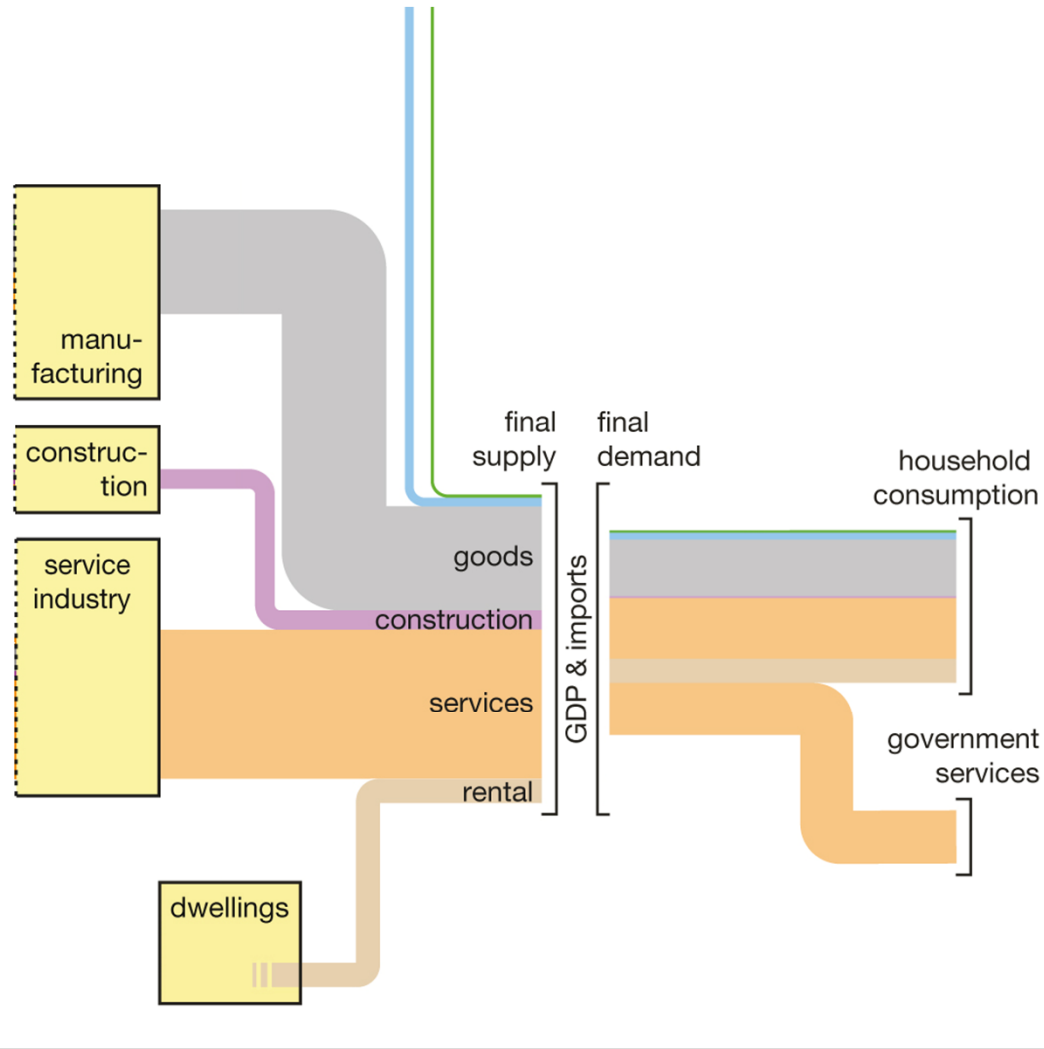 manu-
facturing
construc-
tion
service
industry
dwellings
final
supply
goods
construction
services
rental
GDP & imports
final
demand
household
consumption
government
services